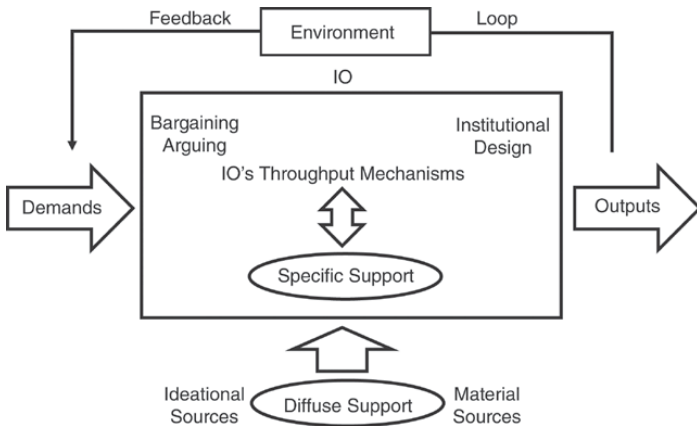 Feedback
Environment
Loop
IO
Bargaining
Arguing
Institutional
Design
IO's Throughput Mechanisms
Demands
Outputs
Specific Support
Ideational
Sources
Diffuse Support
Material
Sources